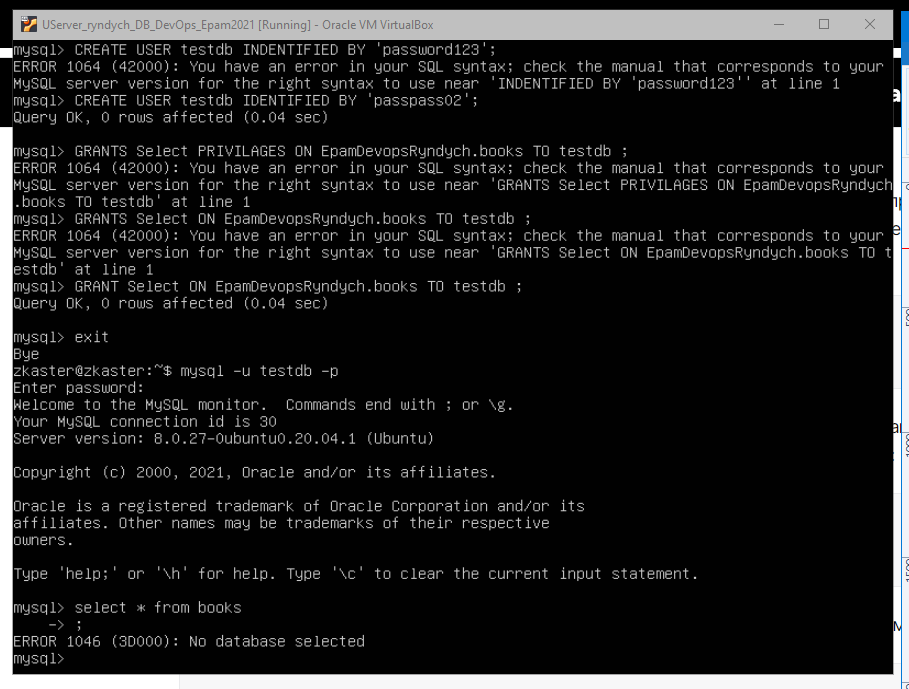 UServer_ryndych_DB_DevOps_Epam2021 [Running] - Oracle VM VirtualBox
mysql> CREATE USER testdb INDENTIFIED BY 'password123';
ERROR 1064 (42000): You have an error in your SQL syntax; check the manual that corresponds to your
MySQL server version for the right syntax to use near 'INDENTIFIED BY 'password123'' at line 1
mysql> CREATE USER testdb IDENTIFIED BY 'passpass02';
Query OK, 0 rows affected (0.04 sec)
mysql> GRANTS Select PRIVILAGES ON EpamDevopsRyndych.books TO testdb ;
ERROR 1064 (42000): You have an error in your SQL syntax; check the manual that corresponds to your
MySQL server version for the right syntax to use near 'GRANTS Select PRIVILAGES ON EpamDevopsRyndych
.books TO testdb' at line 1
mysql> GRANTS Select ON EpamDevopsRyndych.books TO testdb ;
ERROR 1064 (42000): You have an error in your SQL syntax; check the manual that corresponds to your
MySQL server version for the right syntax to use near 'GRANTS Select ON EpamDevopsRyndych.books TO t
estdb' at line 1
mysql> GRANT Select ON EpamDevopsRyndych.books TO testdb ;
Query OK, 0 rows affected (0.04 sec)
mysql> exit
Bye
zkaster@zkaster:~$ mysql -u testdb -p
Enter password:
Welcome to the MySQL monitor.  Commands end with ; or \g.
Your MySQL connection id is 30
Server version: 8.0.27-0ubuntu0.20.04.1 (Ubuntu)
Copyright (c) 2000, 2021, Oracle and/or its affiliates.
Oracle is a registered trademark of Oracle Corporation and/or its
affiliates. Other names may be trademarks of their respective
owners.
Type 'help;' or '\h' for help. Type '\c' to clear the current input statement.
mysql> select * from books
    -> ;
ERROR 1046 (3D000): No database selected
mysql>